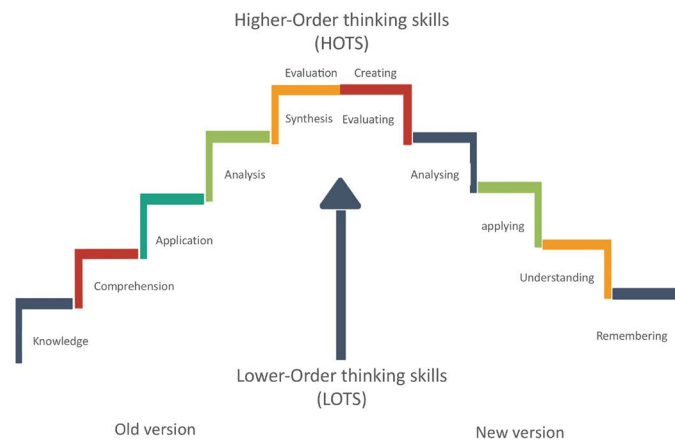 Higher-Order thinking skills
(HOTS)
Evaluation Creating
Synthesis Evaluating
Analysis Analysing
Application applying
Comprehension Understanding
Knowledge Remembering
Lower-Order thinking skills
(LOTS)
Old version New version